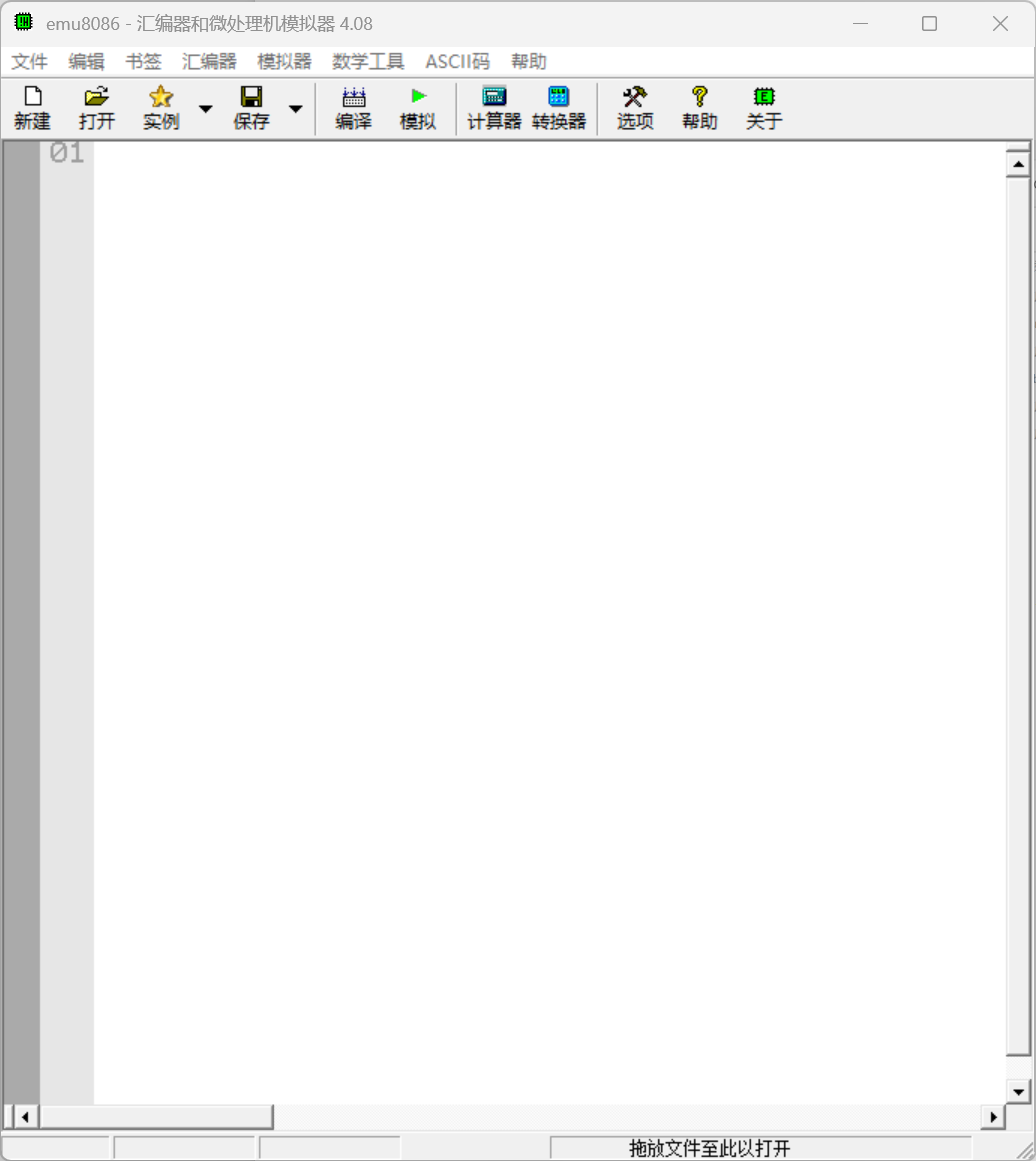 emu8086 - 汇编器和微处理机模拟器 4.08
文件 编辑 书签 汇编器 模拟器 数学工具 ASCII码 帮助
新建 打开 实例 保存 编译 模拟 计算器 转换器 选项 帮助 关于
01
拖放文件至此以打开